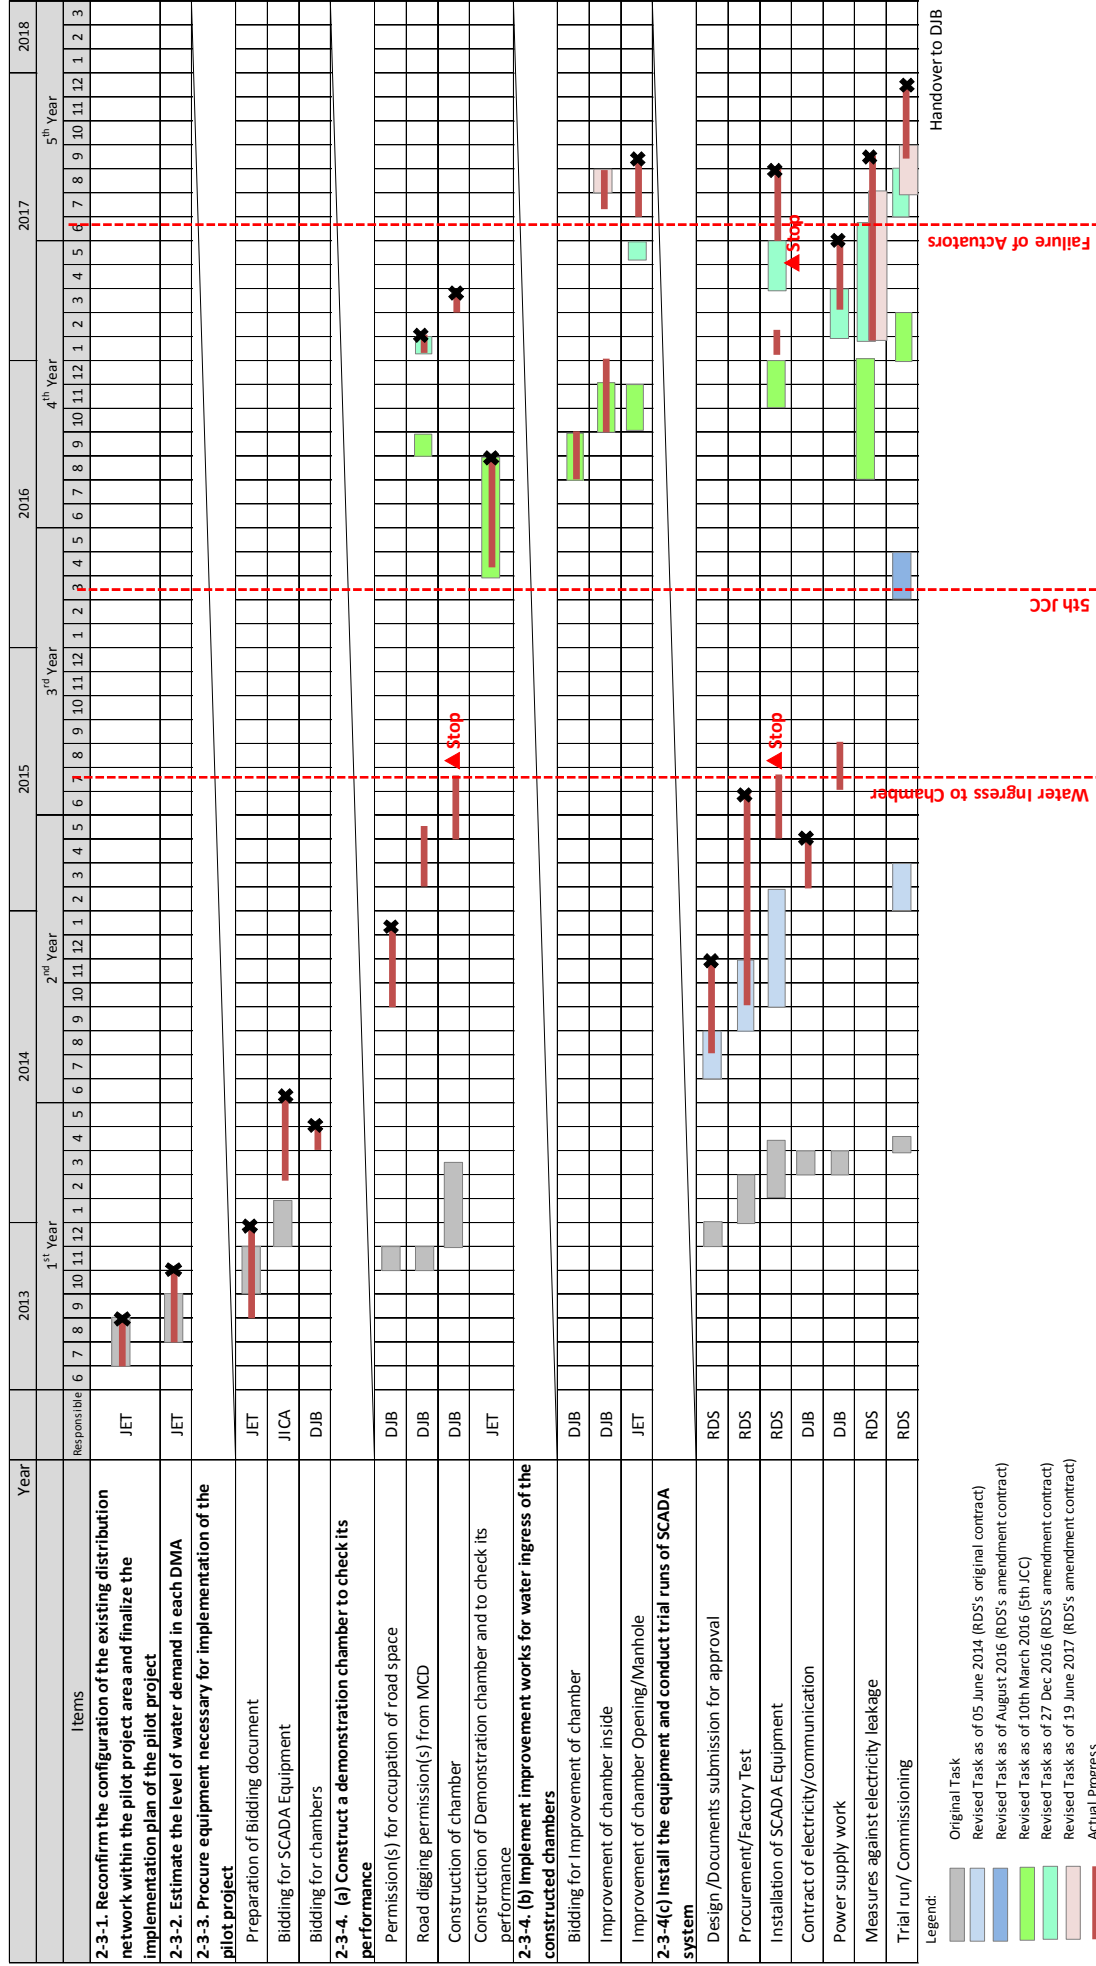 Year
2013
2014
2015
2016
2017
2018
1st Year
2nd Year
3rd Year
4th Year
5th Year
Items
Responsible
6 7 8 9 10 11 12 1 2 3 4 5 6 7 8 9 10 11 12 1 2 3 4 5 6 7 8 9 10 11 12 1 2 3 4 5 6 7 8 9 10 11 12 1 2 3 4 5 6 7 8 9 10 11 12 1 2 3
2-3-1. Reconfirm the configuration of the existing distribution
network within the pilot project area and finalize the
implementation plan of the pilot project
JET
2-3-2. Estimate the level of water demand in each DMA
JET
2-3-3. Procure equipment necessary for implementation of the
pilot project
Preparation of Bidding document
JET
Bidding for SCADA Equipment
JICA
Bidding for chambers
DJB
2-3-4. (a) Construct a demonstration chamber to check its
performance
Permission(s) for occupation of road space
DJB
Road digging permission(s) from MCD
DJB
Construction of chamber
DJB
Stop
Construction of Demonstration chamber and to check its
performance
JET
2-3-4. (b) Implement improvement works for water ingress of the
constructed chambers
Bidding for Improvement of chamber
DJB
Improvement of chamber inside
DJB
Improvement of chamber Opening/Manhole
JET
2-3-4(c) Install the equipment and conduct trial runs of SCADA
system
Design /Documents submission for approval
RDS
Procurement/Factory Test
RDS
Installation of SCADA Equipment
RDS
Stop
Stop
Contract of electricity/communication
DJB
Power supply work
DJB
Measures against electricity leakage
RDS
Trial run/ Commissioning
RDS
Water Ingress to Chamber
5th JCC
Failure of Actuators
Handover to DJB
Legend:
Original Task
Revised Task as of 05 June 2014 (RDS's original contract)
Revised Task as of August 2016 (RDS's amendment contract)
Revised Task as of 10th March 2016 (5th JCC)
Revised Task as of 27 Dec 2016 (RDS's amendment contract)
Revised Task as of 19 June 2017 (RDS's amendment contract)
Actual Progress